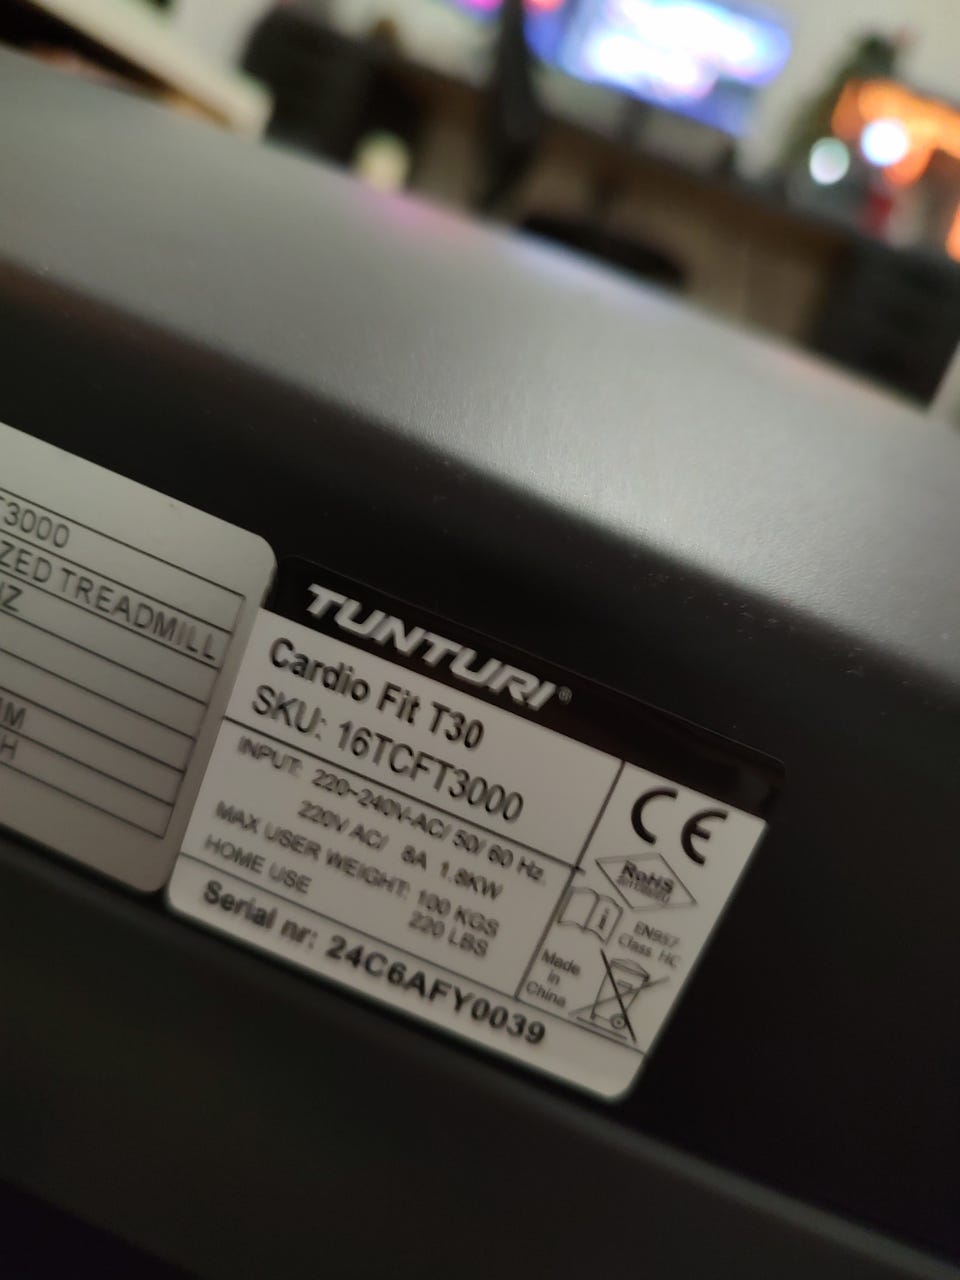 T3000
ZED TREADMILL
HZ
MM
H
TUNTURI®
Cardio Fit T30
SKU: 16TCFT3000
INPUT: 220~240V-AC/ 50/ 60 Hz.
220V AC/ 8A 1.8KW
MAX USER WEIGHT: 100 KGS
220 LBS
HOME USE
Serial nr: 24C6AFY0039
CE
RoHS
EN957
Class. HC
Made
in
China